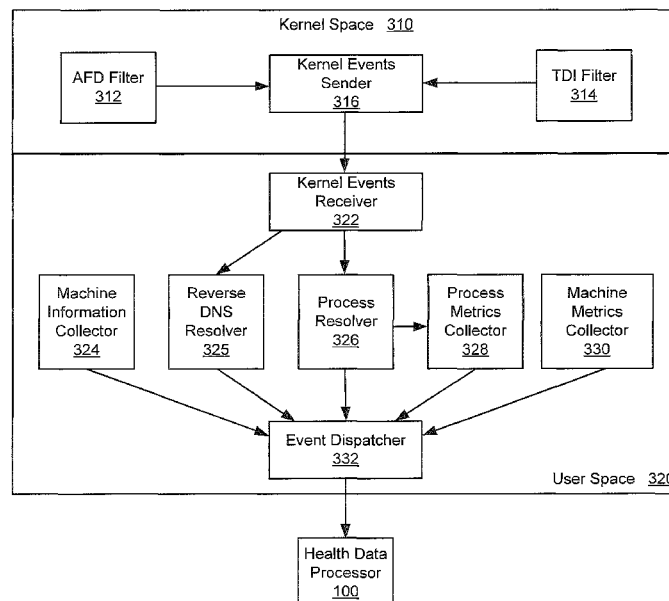 Kernel Space 310
AFD Filter
312
Kernel Events
Sender
316
TDI Filter
314
Kernel Events
Receiver
322
Machine
Information
Collector
324
Reverse
DNS
Resolver
325
Process
Resolver
326
Process
Metrics
Collector
328
Machine
Metrics
Collector
330
Event Dispatcher
332
User Space 320
Health Data
Processor
100